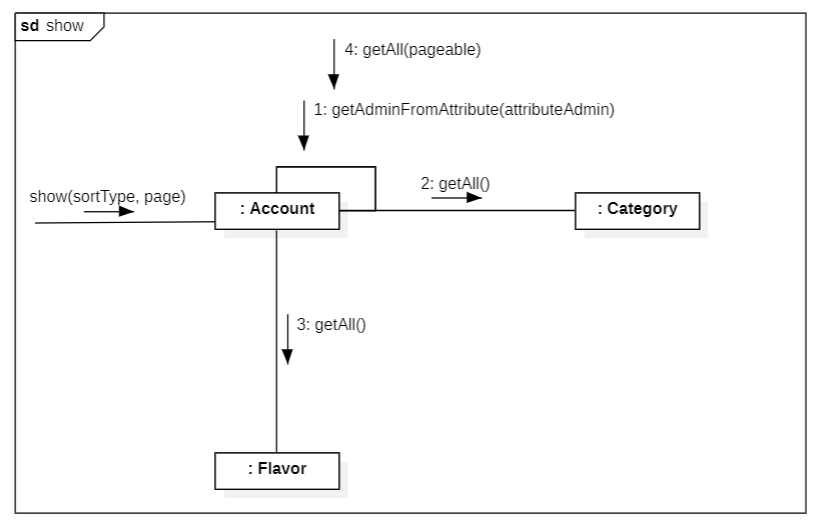 sd show
4: getAll(pageable)
1: getAdminFromAttribute(attributeAdmin)
show(sortType, page)
2: getAll()
: Account
: Category
3: getAll()
: Flavor